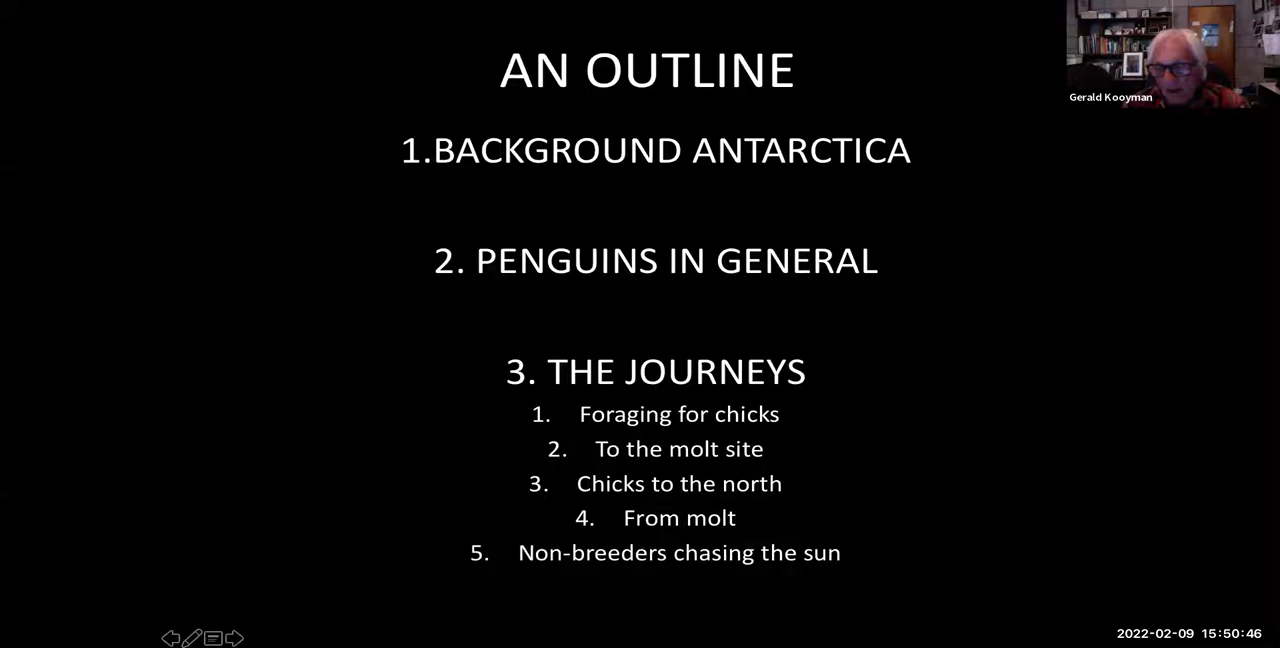 AN OUTLINE
Gerald Kooyman
1.BACKGROUND ANTARCTICA
2. PENGUINS IN GENERAL
3. THE JOURNEYS
1. Foraging for chicks
2. To the molt site
3. Chicks to the north
4. From molt
5. Non-breeders chasing the sun
2022-02-09 15:50:46